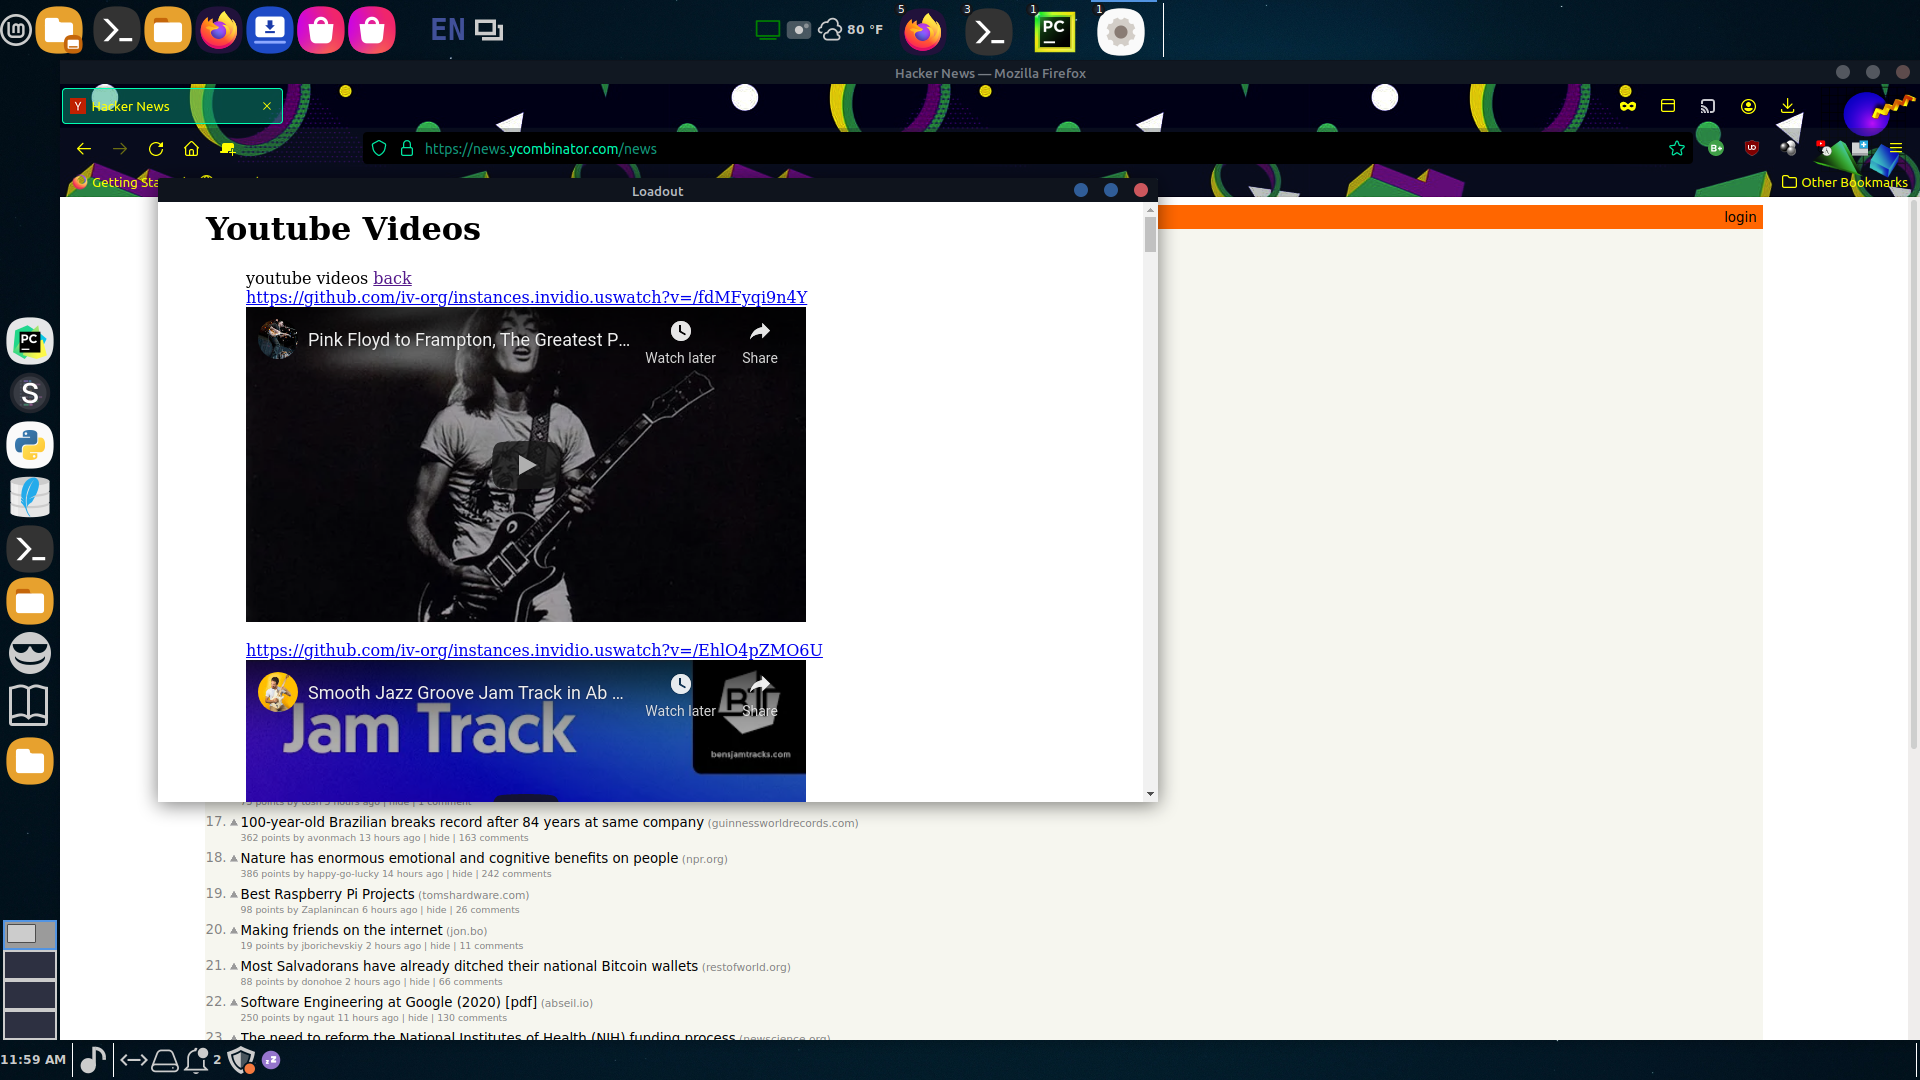 EN
80 °F
5
3
1
1
PC
Hacker News — Mozilla Firefox
Y Hacker News
https://news.ycombinator.com/news
Getting Sta
Other Bookmarks
Loadout
login
Youtube Videos
youtube videos back
https://github.com/iv-org/instances.invidio.uswatch?v=/fdMFyqi9n4Y
Pink Floyd to Frampton, The Greatest P...
Watch later
Share
PC
S
https://github.com/iv-org/instances.invidio.uswatch?v=/EhlO4pZMO6U
Smooth Jazz Groove Jam Track in Ab ...
Watch later
Share
Jam Track
bensjamtracks.com
17. 100-year-old Brazilian breaks record after 84 years at same company (guinnessworldrecords.com)
362 points by avonmach 13 hours ago | hide | 163 comments
18. Nature has enormous emotional and cognitive benefits on people (npr.org)
386 points by happy-go-lucky 14 hours ago | hide | 242 comments
19. Best Raspberry Pi Projects (tomshardware.com)
98 points by Zaplanincan 6 hours ago | hide | 26 comments
20. Making friends on the internet (jon.bo)
19 points by jborichevskiy 2 hours ago | hide | 11 comments
21. Most Salvadorans have already ditched their national Bitcoin wallets (restofworld.org)
88 points by donohoe 2 hours ago | hide | 66 comments
22. Software Engineering at Google (2020) [pdf] (abseil.io)
250 points by ngaut 11 hours ago | hide | 130 comments
23. The need to reform the National Institutes of Health (NIH) funding process (newscience.org)
11:59 AM
2